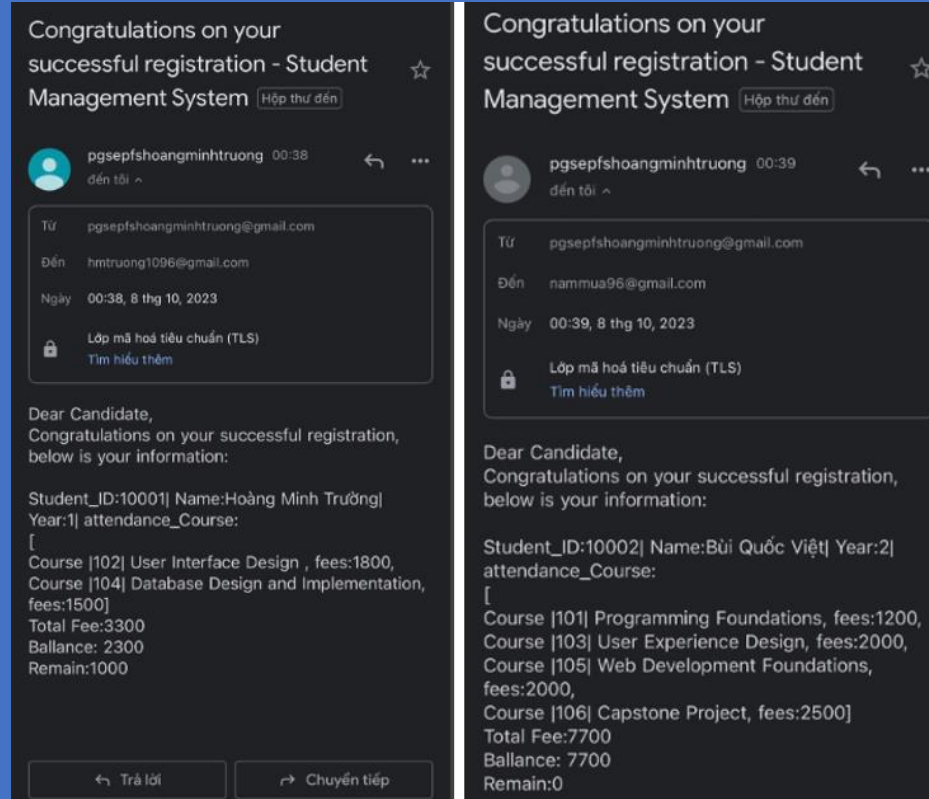 Congratulations on your
successful registration - Student
Management System Hộp thư đến
pgsepfshoangminhtruong 00:38
đến tôi
Từ pgsepfshoangminhtruong@gmail.com
Đến hmtruong1096@gmail.com
Ngày 00:38, 8 thg 10, 2023
Lớp mã hoá tiêu chuẩn (TLS)
Tìm hiểu thêm
Dear Candidate,
Congratulations on your successful registration,
below is your information:
Student_ID:10001| Name:Hoàng Minh Trường|
Year:1| attendance_Course:
[
Course |102| User Interface Design , fees:1800,
Course |104| Database Design and Implementation,
fees:1500]
Total Fee:3300
Ballance: 2300
Remain:1000
Trả lời
Chuyển tiếp
Congratulations on your
successful registration - Student
Management System Hộp thư đến
pgsepfshoangminhtruong 00:39
đến tôi
Từ pgsepfshoangminhtruong@gmail.com
Đến nammua96@gmail.com
Ngày 00:39, 8 thg 10, 2023
Lớp mã hoá tiêu chuẩn (TLS)
Tìm hiểu thêm
Dear Candidate,
Congratulations on your successful registration,
below is your information:
Student_ID:10002| Name:Bùi Quốc Việt| Year:2|
attendance_Course:
[
Course |101| Programming Foundations, fees:1200,
Course |103| User Experience Design, fees:2000,
Course |105| Web Development Foundations,
fees:2000,
Course |106| Capstone Project, fees:2500]
Total Fee:7700
Ballance: 7700
Remain:0